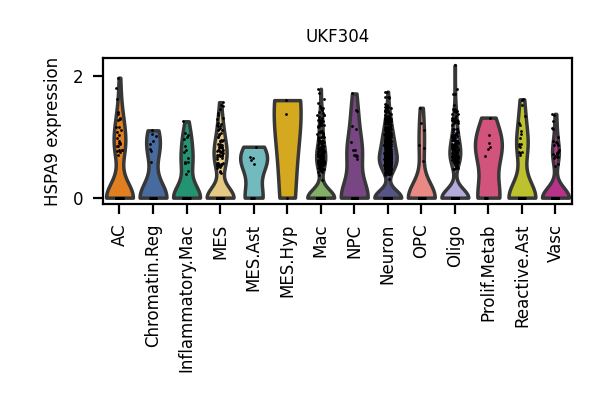 UKF304
HSPA9 expression
2
0
AC
Chromatin.Reg
Inflammatory.Mac
MES
MES.Ast
MES.Hyp
Mac
NPC
Neuron
OPC
Oligo
Prolif.Metab
Reactive.Ast
Vasc